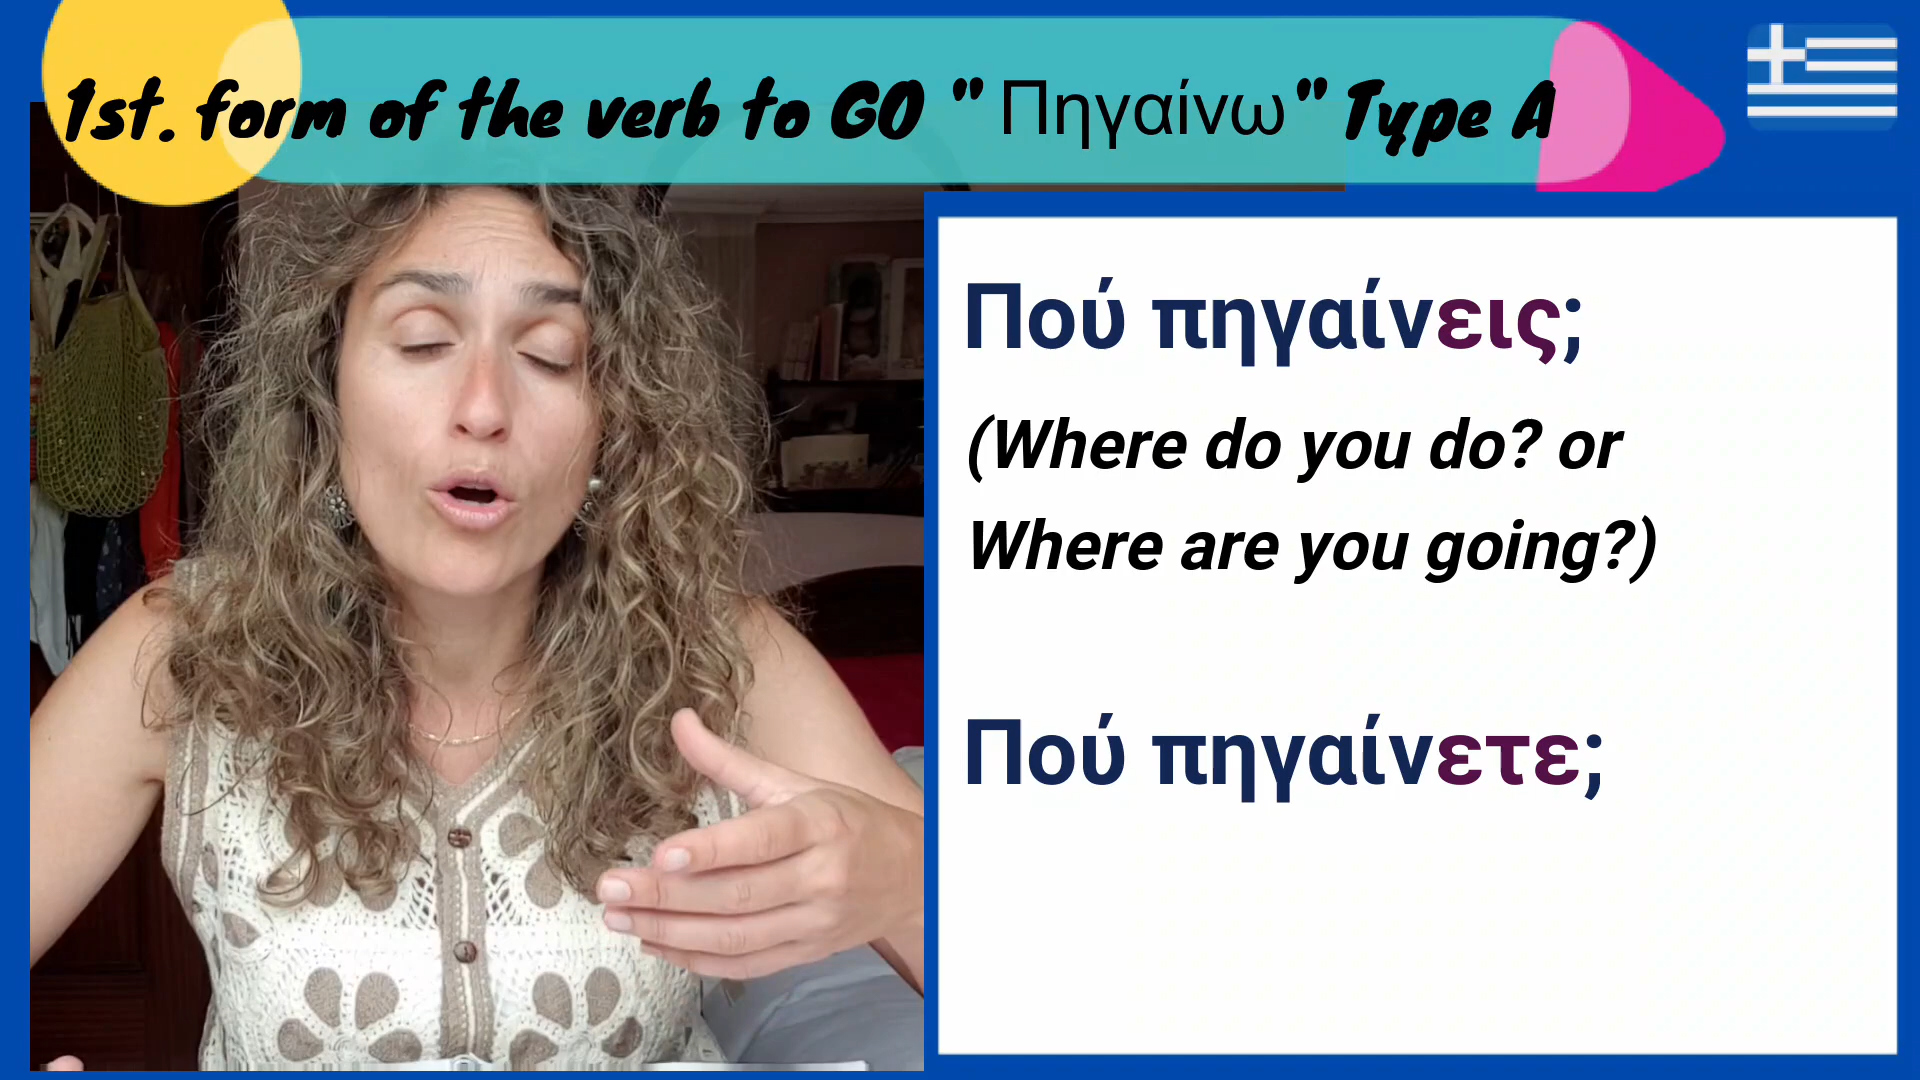 1st. form of the verb to GO " Πηγαίνω" Type A
Πού πηγαίνεις;
(Where do you do? or
Where are you going?)
Πού πηγαίνετε;